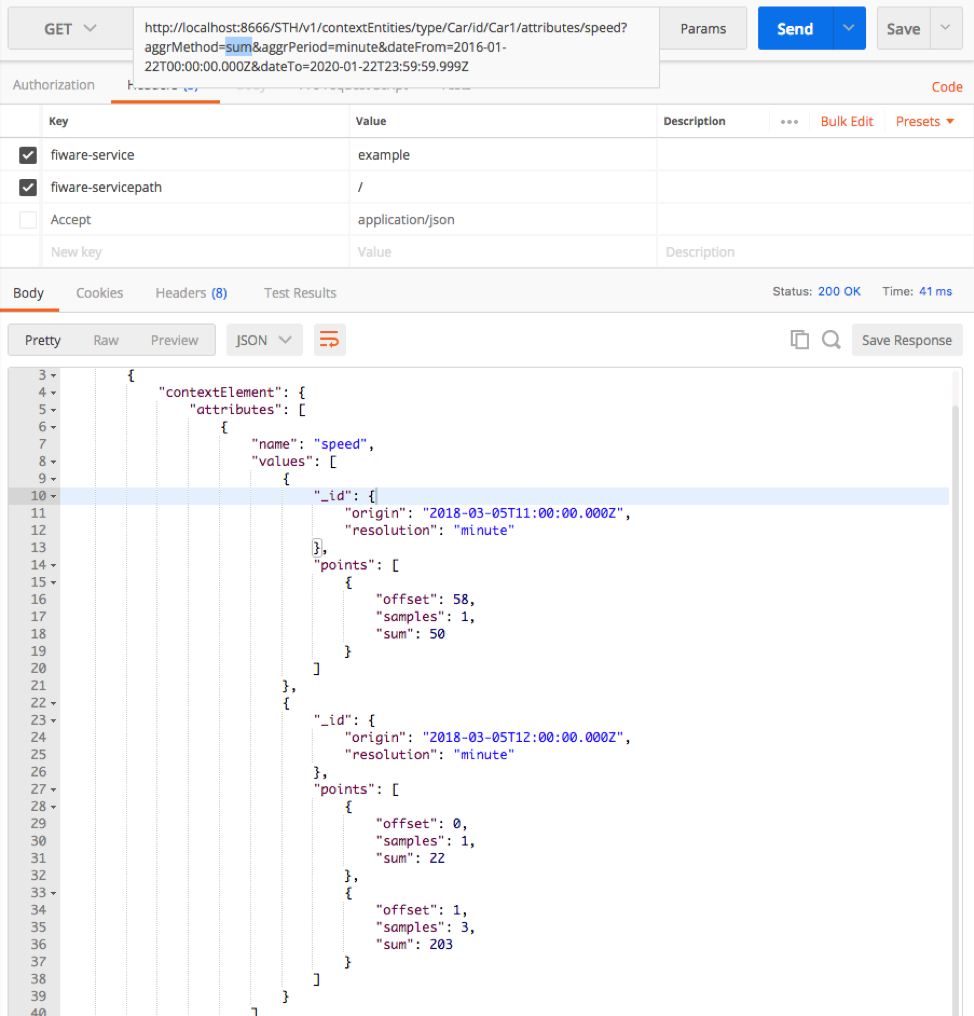 GET
http://localhost:8666/STH/v1/contextEntities/type/Car/id/Car1/attributes/speed?
aggrMethod=sum&aggrPeriod=minute&dateFrom=2016-01-
22T00:00:00.000Z&dateTo=2020-01-22T23:59:59.999Z
Params
Send
Save
Authorization
Code
Key Value Description ••• Bulk Edit Presets
fiware-service example
fiware-servicepath /
Accept application/json
New key Value Description
Body Cookies Headers (8) Test Results Status: 200 OK Time: 41 ms
Pretty Raw Preview JSON Save Response
3 {
4 "contextElement": {
5 "attributes": [
6 {
7 "name": "speed",
8 "values": [
9 {
10 "_id": {
11 "origin": "2018-03-05T11:00:00.000Z",
12 "resolution": "minute"
13 },
14 "points": [
15 {
16 "offset": 58,
17 "samples": 1,
18 "sum": 50
19 }
20 ]
21 },
22 {
23 "_id": {
24 "origin": "2018-03-05T12:00:00.000Z",
25 "resolution": "minute"
26 },
27 "points": [
28 {
29 "offset": 0,
30 "samples": 1,
31 "sum": 22
32 },
33 {
34 "offset": 1,
35 "samples": 3,
36 "sum": 203
37 }
38 ]
39 }
40 ]